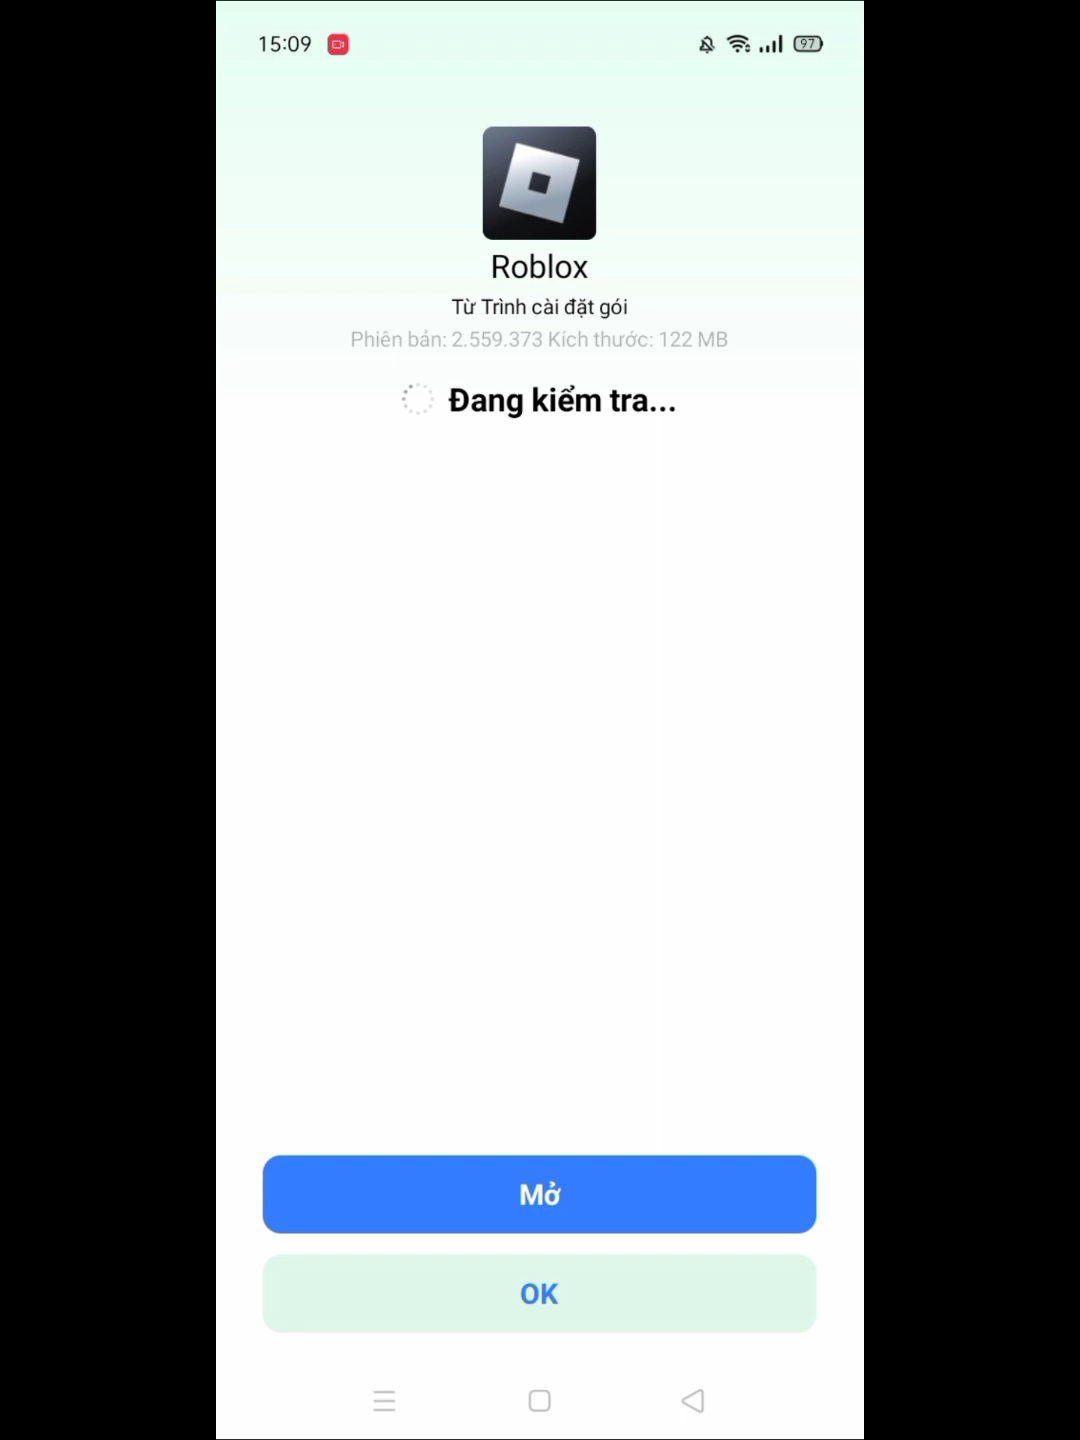 15:09
97
Roblox
Từ Trình cài đặt gói
Phiên bản: 2.559.373 Kích thước: 122 MB
Đang kiểm tra...
Mở
OK